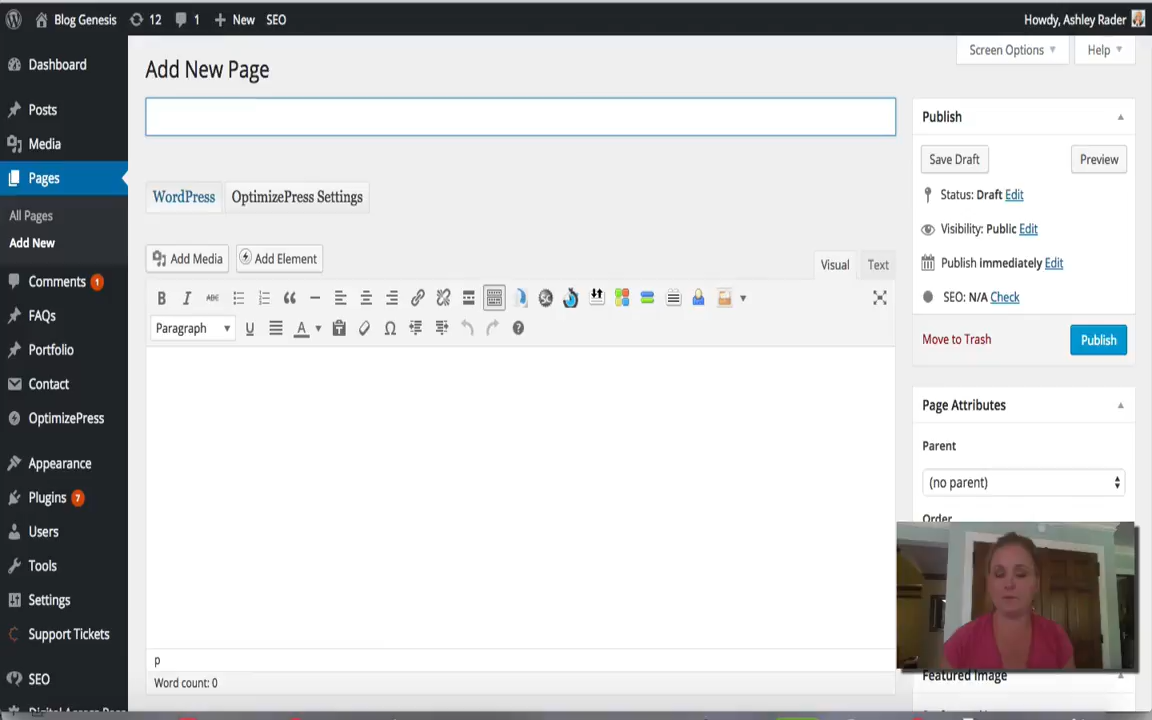 Blog Genesis 12 1 New SEO Howdy, Ashley Rader
Screen Options Help
Dashboard
Posts
Media
Pages
All Pages
Add New
Comments 1
FAQs
Portfolio
Contact
OptimizePress
Appearance
Plugins 7
Users
Tools
Settings
Support Tickets
SEO
Add New Page
WordPress OptimizePress Settings
Add Media Add Element
Visual Text
B I ABC
Paragraph U A
p
Word count: 0
Publish
Save Draft Preview
Status: Draft Edit
Visibility: Public Edit
Publish immediately Edit
SEO: N/A Check
Move to Trash Publish
Page Attributes
Parent
(no parent)
Order
Featured Image